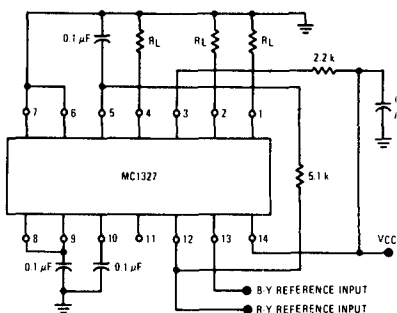 0.1 µF
RL
RL
RL
2.2 k
7
6
5
4
3
2
1
MC1327
5.1 k
8
9
10
11
12
13
14
VCC
0.1 µF
0.1 µF
B-Y REFERENCE INPUT
R-Y REFERENCE INPUT